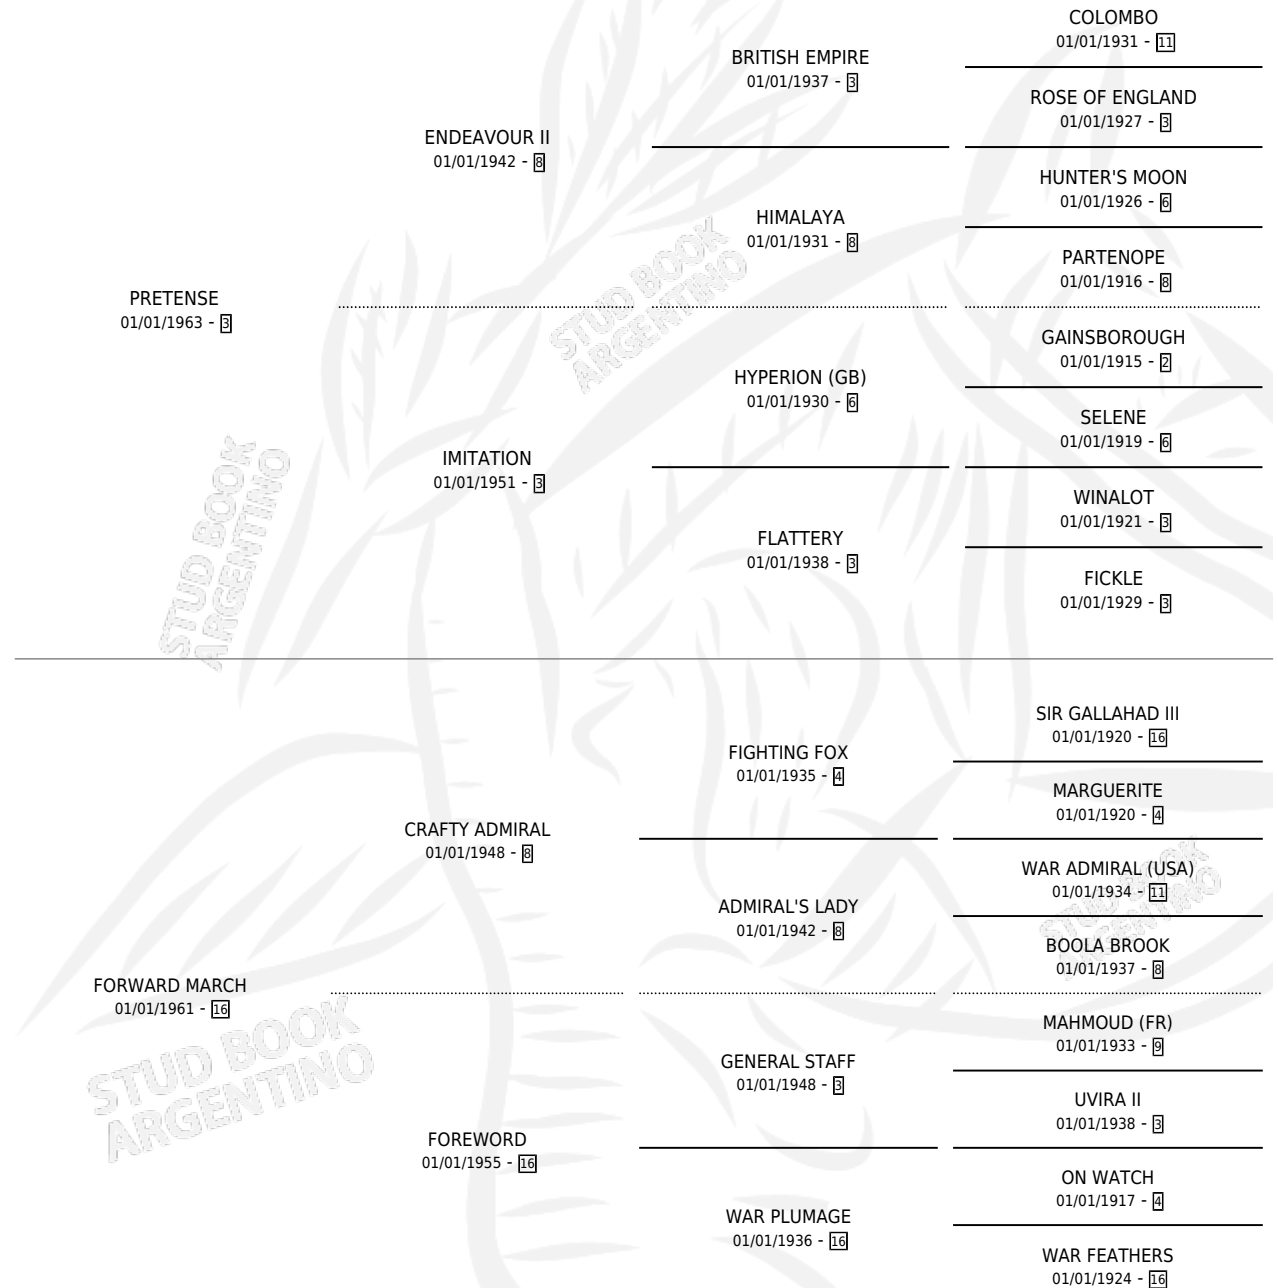 COLOMBO
01/01/1931 - 11
BRITISH EMPIRE
01/01/1937 - 3
ROSE OF ENGLAND
01/01/1927 - 3
ENDEAVOUR II
01/01/1942 - 8
HUNTER'S MOON
01/01/1926 - 6
HIMALAYA
01/01/1931 - 8
PARTENOPE
01/01/1916 - 8
PRETENSE
01/01/1963 - 3
STUD BOOK
ARGENTINO
GAINSBOROUGH
01/01/1915 - 2
HYPERION (GB)
01/01/1930 - 6
SELENE
01/01/1919 - 6
IMITATION
01/01/1951 - 3
WINALOT
01/01/1921 - 3
FLATTERY
01/01/1938 - 3
FICKLE
01/01/1929 - 3
STUD BOOK
ARGENTINO
SIR GALLAHAD III
01/01/1920 - 16
FIGHTING FOX
01/01/1935 - 4
MARGUERITE
01/01/1920 - 4
CRAFTY ADMIRAL
01/01/1948 - 8
WAR ADMIRAL (USA)
01/01/1934 - 11
ADMIRAL'S LADY
01/01/1942 - 8
STUD BOOK
ARGENTINO
BOOLA BROOK
01/01/1937 - 8
FORWARD MARCH
01/01/1961 - 16
STUD BOOK
ARGENTINO
MAHMOUD (FR)
01/01/1933 - 9
GENERAL STAFF
01/01/1948 - 3
UVIRA II
01/01/1938 - 3
FOREWORD
01/01/1955 - 16
ON WATCH
01/01/1917 - 4
WAR PLUMAGE
01/01/1936 - 16
WAR FEATHERS
01/01/1924 - 16